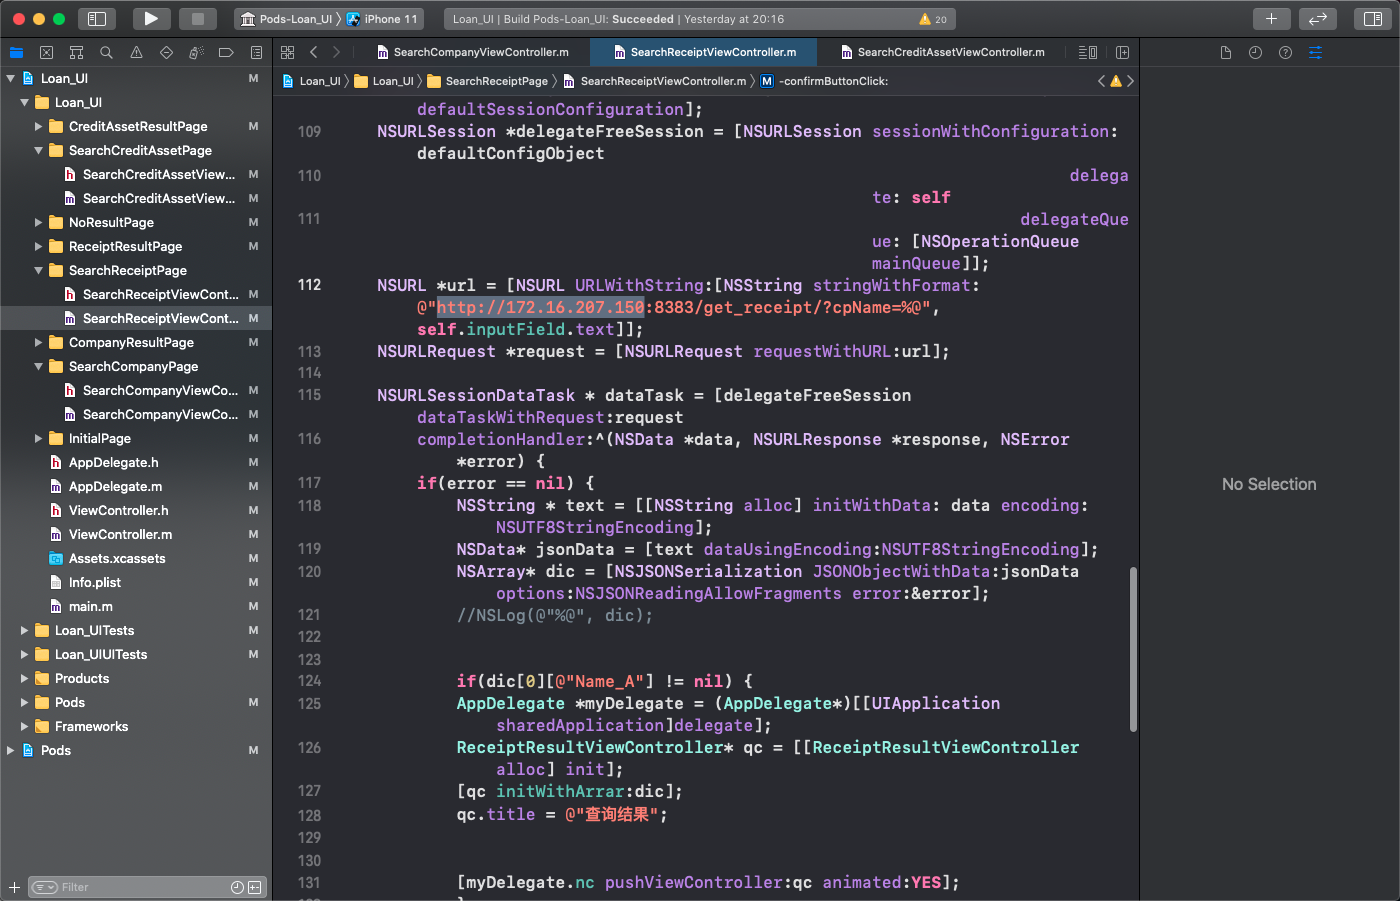 Pods-Loan_UI 〉 iPhone 11
Loan_UI | Build Pods-Loan_UI: Succeeded | Yesterday at 20:16
20
SearchCompanyViewController.m
SearchReceiptViewController.m
SearchCreditAssetViewController.m
Loan_UI 〉 Loan_UI 〉 SearchReceiptPage 〉 SearchReceiptViewController.m 〉 M -confirmButtonClick:
Loan_UI M
Loan_UI
CreditAssetResultPage M
SearchCreditAssetPage
SearchCreditAssetView... M
SearchCreditAssetView... M
NoResultPage M
ReceiptResultPage M
SearchReceiptPage
SearchReceiptViewCont... M
SearchReceiptViewCont... M
CompanyResultPage M
SearchCompanyPage
SearchCompanyViewCo... M
SearchCompanyViewCo... M
InitialPage M
AppDelegate.h M
AppDelegate.m M
ViewController.h M
ViewController.m M
Assets.xcassets M
Info.plist M
main.m M
Loan_UITests M
Loan_UIUITests M
Products
Pods M
Frameworks
Pods M
Filter
defaultSessionConfiguration];
109 NSURLSession *delegateFreeSession = [NSURLSession sessionWithConfiguration:
defaultConfigObject
110 delega
te: self
111 delegateQue
ue: [NSOperationQueue
mainQueue]];
112 NSURL *url = [NSURL URLWithString:[NSString stringWithFormat:
@"http://172.16.207.150:8383/get_receipt/?cpName=%@",
self.inputField.text]];
113 NSURLRequest *request = [NSURLRequest requestWithURL:url];
114
115 NSURLSessionDataTask * dataTask = [delegateFreeSession
dataTaskWithRequest:request
116 completionHandler:^(NSData *data, NSURLResponse *response, NSError
*error) {
117 if(error == nil) {
118 NSString * text = [[NSString alloc] initWithData: data encoding:
NSUTF8StringEncoding];
119 NSData* jsonData = [text dataUsingEncoding:NSUTF8StringEncoding];
120 NSArray* dic = [NSJSONSerialization JSONObjectWithData:jsonData
options:NSJSONReadingAllowFragments error:&error];
121 //NSLog(@"%@", dic);
122
123
124 if(dic[0][@"Name_A"] != nil) {
125 AppDelegate *myDelegate = (AppDelegate*)[[UIApplication
sharedApplication]delegate];
126 ReceiptResultViewController* qc = [[ReceiptResultViewController
alloc] init];
127 [qc initWithArrar:dic];
128 qc.title = @"查询结果";
129
130
131 [myDelegate.nc pushViewController:qc animated:YES];
No Selection